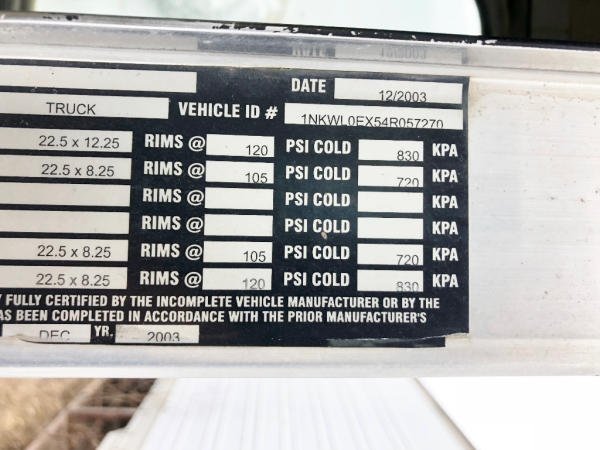 DATE 12/2003
TRUCK VEHICLE ID # 1NKWL0EX54R057270
22.5 x 12.25 RIMS @ 120 PSI COLD 830 KPA
22.5 x 8.25 RIMS @ 105 PSI COLD 720 KPA
RIMS @ PSI COLD KPA
RIMS @ PSI COLD KPA
22.5 x 8.25 RIMS @ 105 PSI COLD 720 KPA
22.5 x 8.25 RIMS @ 120 PSI COLD 830 KPA
FULLY CERTIFIED BY THE INCOMPLETE VEHICLE MANUFACTURER OR BY THE
AS BEEN COMPLETED IN ACCORDANCE WITH THE PRIOR MANUFACTURER'S
DEC YR. 2003